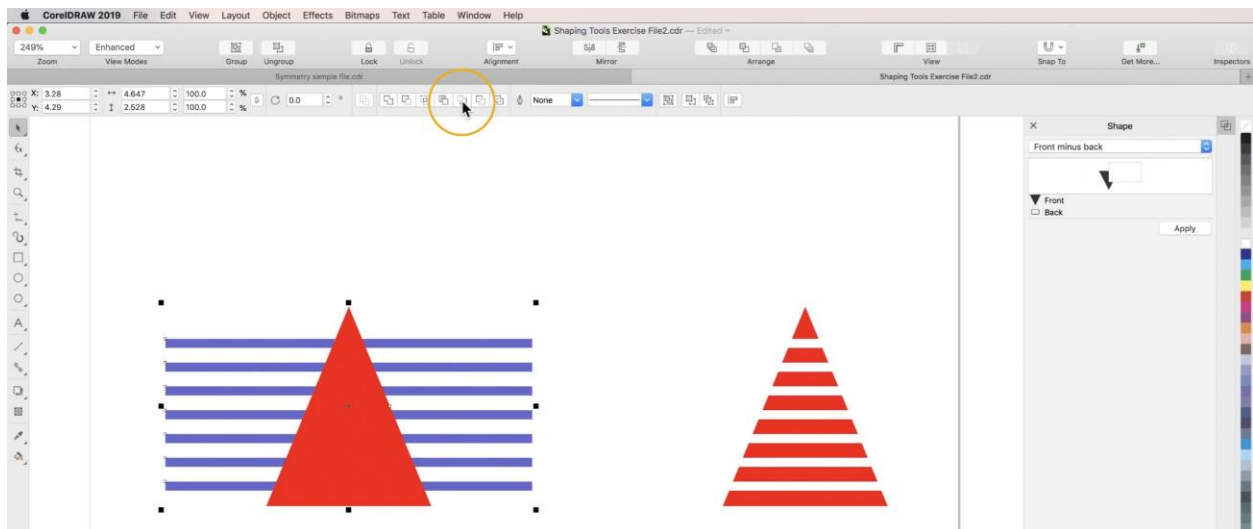 CorelDRAW 2019 File Edit View Layout Object Effects Bitmaps Text Table Window Help
Shaping Tools Exercise File2.cdr — Edited
249% Enhanced
Zoom View Modes Group Ungroup Lock Unlock Alignment Mirror Arrange View Snap To Get More... Inspectors
Symmetry sample file.cdr Shaping Tools Exercise File2.cdr
X: 3.28 4.647 100.0 % 0.0 ° None
Y: 4.29 2.528 100.0 %
Shape
Front minus back
Front
Back
Apply